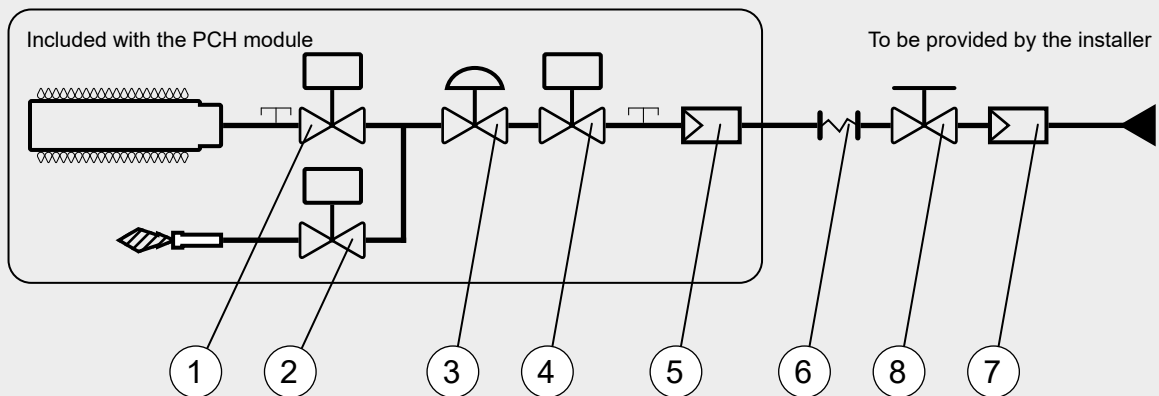 Included with the PCH module
To be provided by the installer
1 2 3 4 5 6 8 7